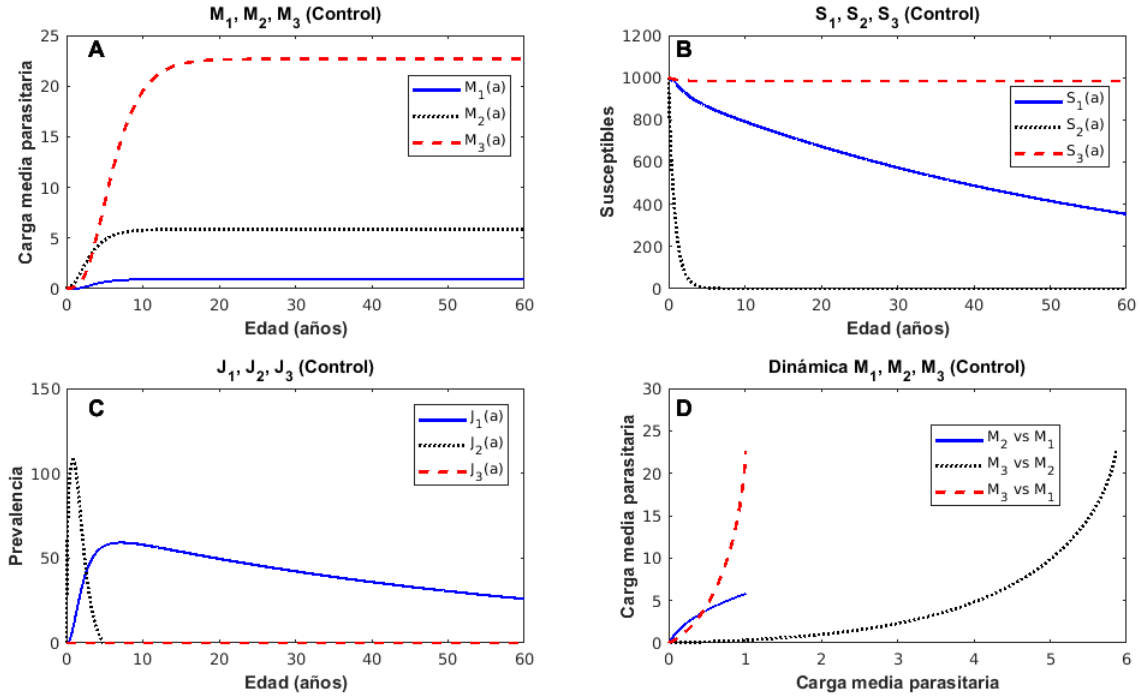 M1, M2, M3 (Control)
A
Carga media parasitaria
25
20
15
10
5
0
M1(a)
M2(a)
M3(a)
0 10 20 30 40 50 60
Edad (años)
S1, S2, S3 (Control)
B
Susceptibles
1200
1000
800
600
400
200
0
S1(a)
S2(a)
S3(a)
0 10 20 30 40 50 60
Edad (años)
J1, J2, J3 (Control)
C
Prevalencia
150
100
50
0
J1(a)
J2(a)
J3(a)
0 10 20 30 40 50 60
Edad (años)
Dinámica M1, M2, M3 (Control)
D
Carga media parasitaria
30
25
20
15
10
5
0
M2 vs M1
M3 vs M2
M3 vs M1
0 1 2 3 4 5 6
Carga media parasitaria